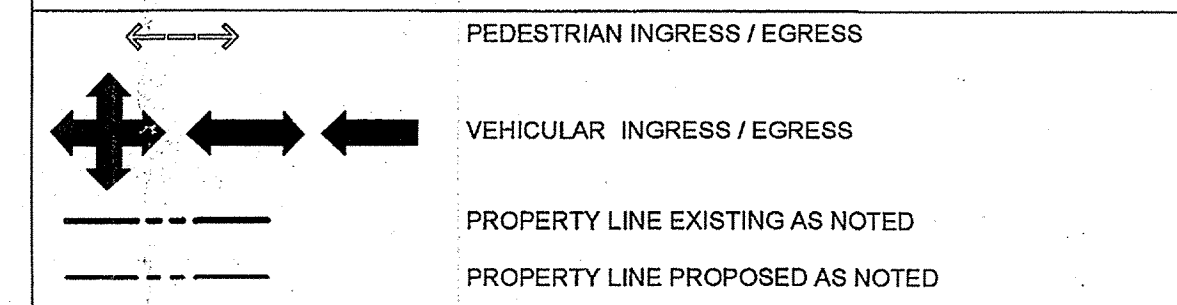 PEDESTRIAN INGRESS / EGRESS
VEHICULAR INGRESS / EGRESS
PROPERTY LINE EXISTING AS NOTED
PROPERTY LINE PROPOSED AS NOTED